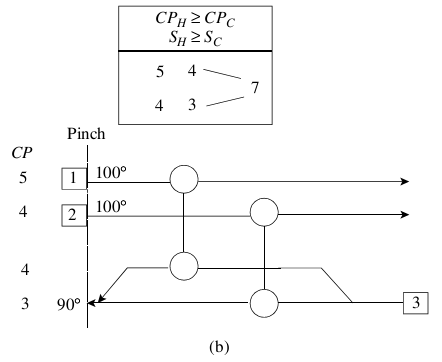 CP_H ≥ CP_C
S_H ≥ S_C
5 4
7
4 3
Pinch
CP
5 1 100°
4 2 100°
4
3 90° 3
(b)